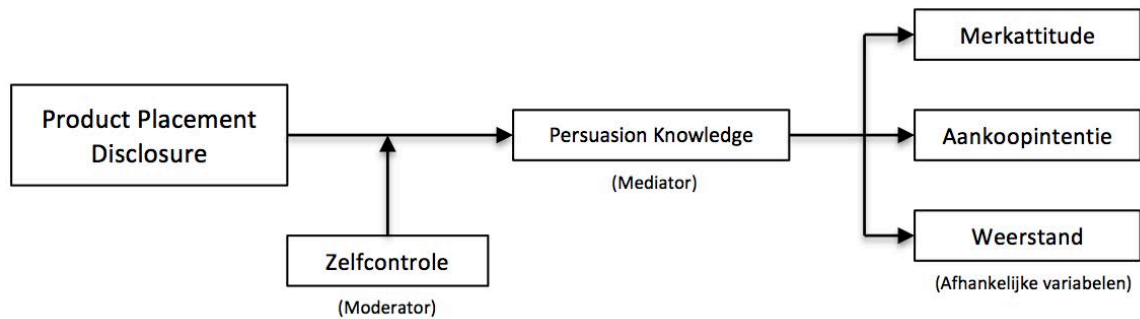 Product Placement
Disclosure
Zelfcontrole
(Moderator)
Persuasion Knowledge
(Mediator)
Merkattitude
Aankoopintentie
Weerstand
(Afhankelijke variabelen)